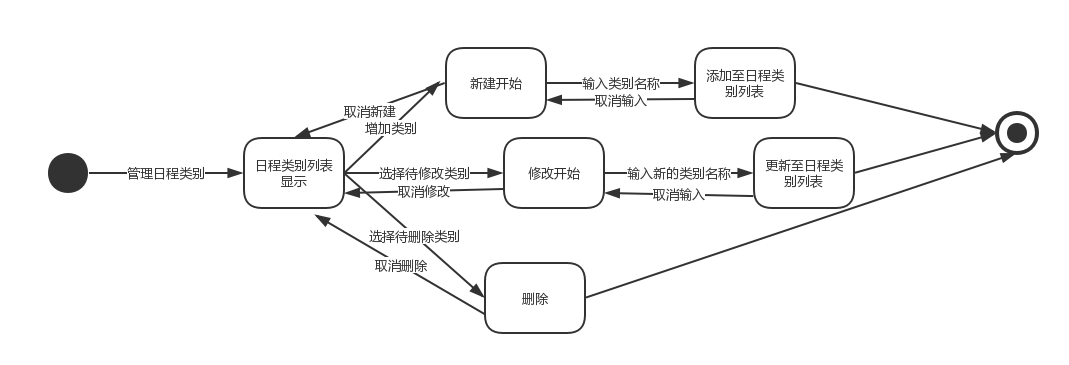 新建开始
输入类别名称
取消输入
添加至日程类
别列表
取消新建
增加类别
管理日程类别
日程类别列表
显示
选择待修改类别
取消修改
修改开始
输入新的类别名称
取消输入
更新至日程类
别列表
选择待删除类别
取消删除
删除